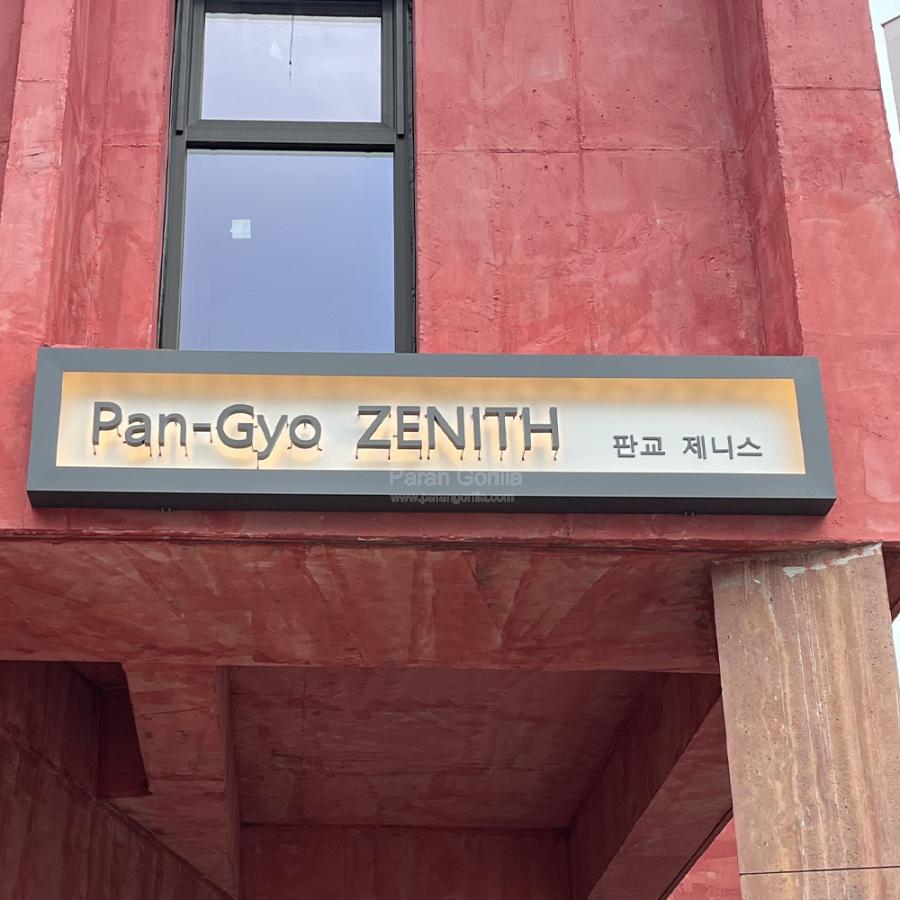 Pan-Gyo ZENITH 판교 제니스
Paran Gorilla
www.parangorilla.com